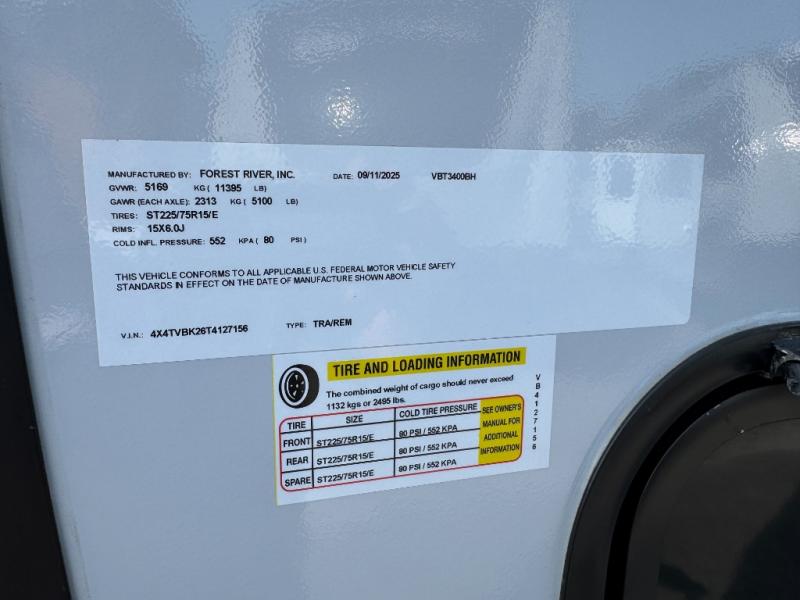 MANUFACTURED BY: FOREST RIVER, INC. DATE: 09/11/2025 VBT3400BH
GVWR: 5169 KG ( 11395 LB)
GAWR (EACH AXLE): 2313 KG ( 5100 LB)
TIRES: ST225/75R15/E
RIMS: 15X6.0J
COLD INFL. PRESSURE: 552 KPA ( 80 PSI )
THIS VEHICLE CONFORMS TO ALL APPLICABLE U.S. FEDERAL MOTOR VEHICLE SAFETY
STANDARDS IN EFFECT ON THE DATE OF MANUFACTURE SHOWN ABOVE.
V.I.N.: 4X4TVBK26T4127156 TYPE: TRA/REM
TIRE AND LOADING INFORMATION
The combined weight of cargo should never exceed
1132 kgs or 2495 lbs.
TIRE SIZE COLD TIRE PRESSURE
FRONT ST225/75R15/E 80 PSI / 552 KPA
REAR ST225/75R15/E 80 PSI / 552 KPA
SPARE ST225/75R15/E 80 PSI / 552 KPA
SEE OWNER'S
MANUAL FOR
ADDITIONAL
INFORMATION
VB4127156